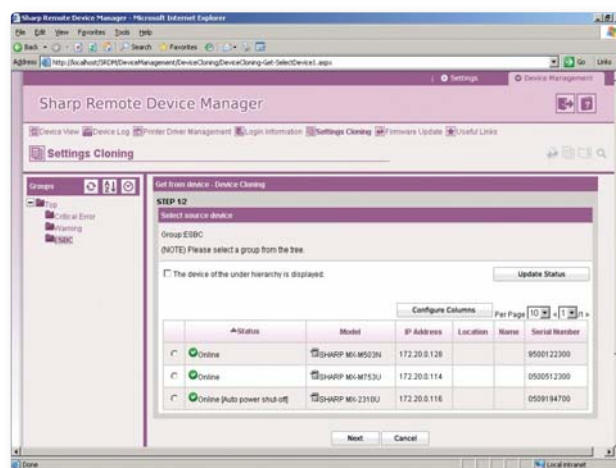 Sharp Remote Device Manager - Microsoft Internet Explorer
File Edit View Favorites Tools Help
Back Search Favorites
Address http://localhost/SRDM/DeviceManagement/DeviceCloning/DeviceCloning-Get-SelectDevice1.aspx Go Links
Settings Device Management
Sharp Remote Device Manager
Device View Device Log Printer Driver Management Login Information Settings Cloning Firmware Update Useful Links
Settings Cloning
Groups
Top
Critical Error
Warning
ESBC
Get from device - Device Cloning
STEP 1/2
Select source device
Group:ESBC
(NOTE) Please select a group from the tree.
The device of the under hierarchy is displayed. Update Status
Configure Columns Per Page 10 « 1 /1 »
Status Model IP Address Location Name Serial Number
Online SHARP MX-M503N 172.20.0.128 9500122300
Online SHARP MX-M753U 172.20.0.114 0500512300
Online [Auto power shut-off] SHARP MX-2310U 172.20.0.116 0509194700
Next Cancel
Done Local intranet